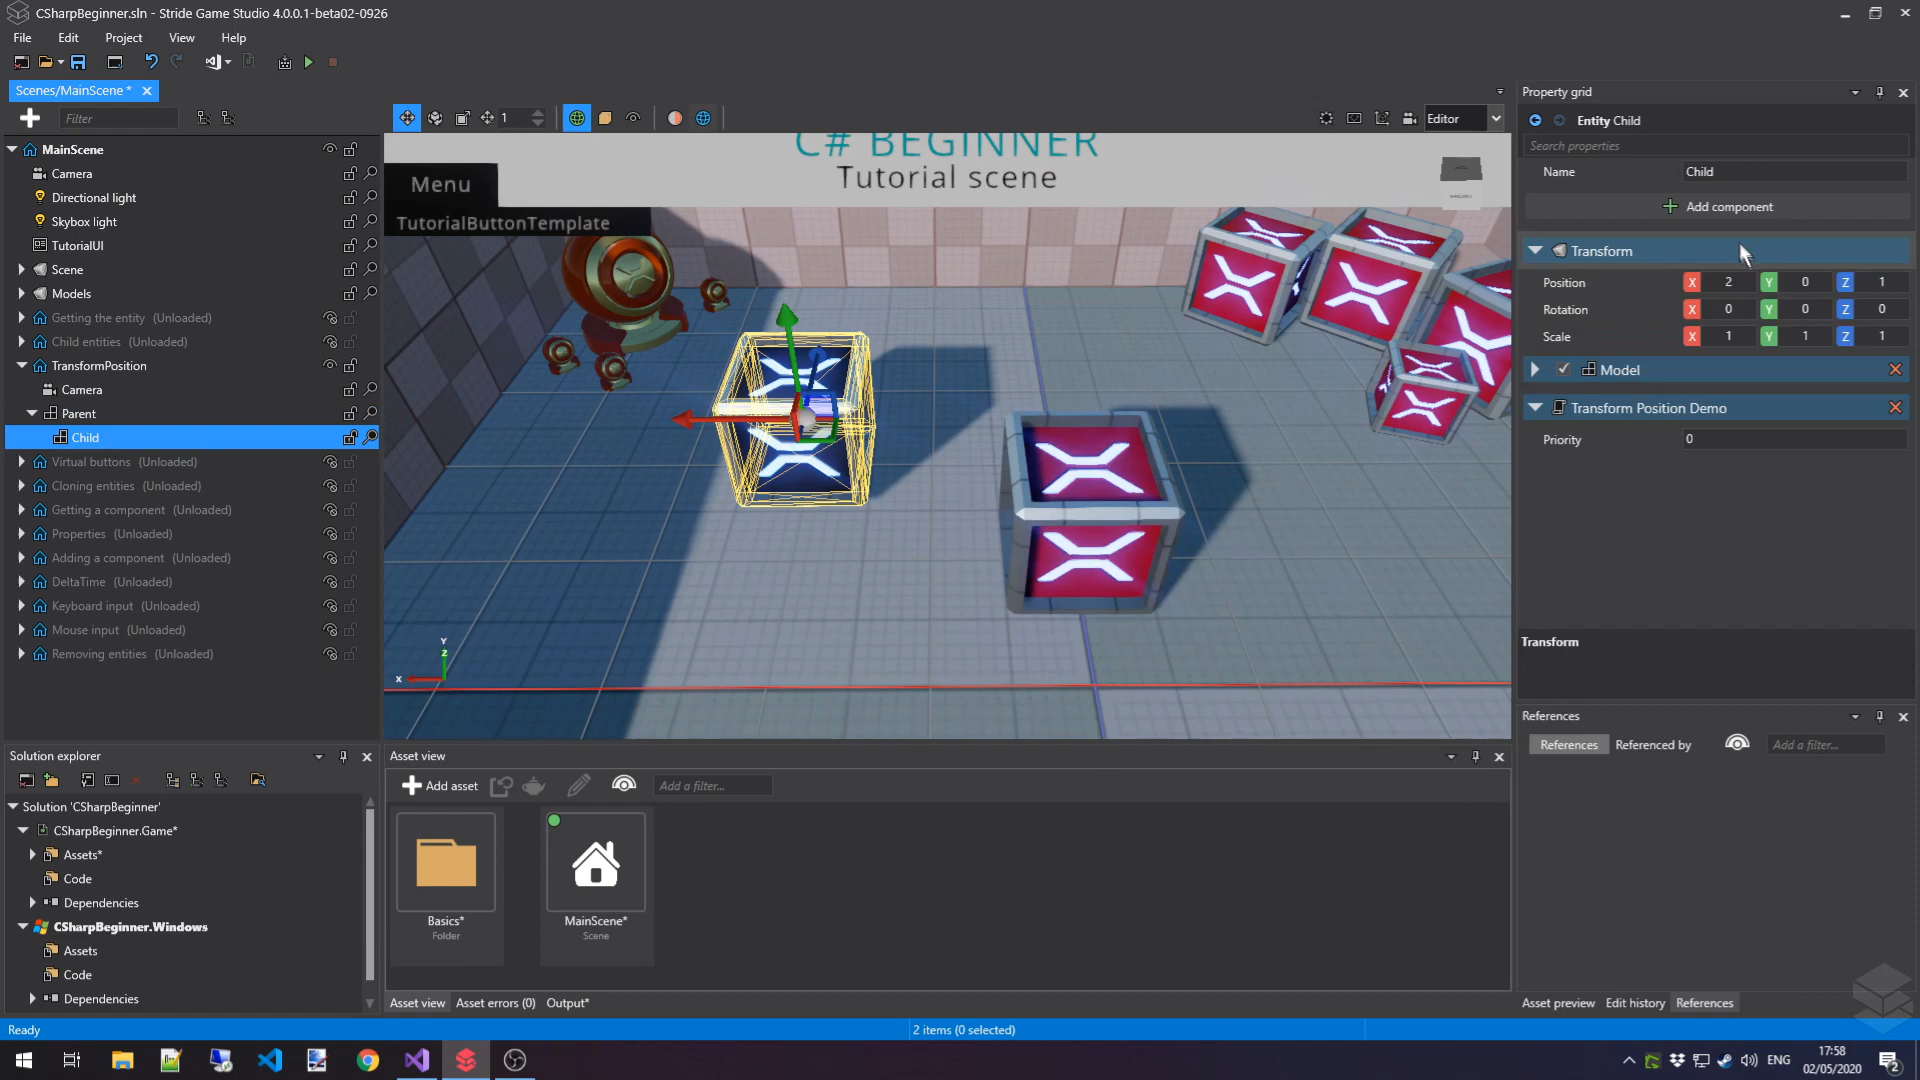 CSharpBeginner.sln - Stride Game Studio 4.0.0.1-beta02-0926
File Edit Project View Help
Scenes/MainScene *
Filter
1
Editor
MainScene
Camera
Directional light
Skybox light
TutorialUI
Scene
Models
Getting the entity (Unloaded)
Child entities (Unloaded)
TransformPosition
Camera
Parent
Child
Virtual buttons (Unloaded)
Cloning entities (Unloaded)
Getting a component (Unloaded)
Properties (Unloaded)
Adding a component (Unloaded)
DeltaTime (Unloaded)
Keyboard input (Unloaded)
Mouse input (Unloaded)
Removing entities (Unloaded)
C# BEGINNER
Tutorial scene
Menu
TutorialButtonTemplate
Y
Z
X
Property grid
Entity Child
Search properties
Name Child
Add component
Transform
Position X 2 Y 0 Z 1
Rotation X 0 Y 0 Z 0
Scale X 1 Y 1 Z 1
Model
Transform Position Demo
Priority 0
Transform
References
References Referenced by Add a filter...
Asset preview Edit history References
Solution explorer
Solution 'CSharpBeginner'
CSharpBeginner.Game*
Assets*
Code
Dependencies
CSharpBeginner.Windows
Assets
Code
Dependencies
Asset view
Add asset Add a filter...
Basics*
Folder
MainScene*
Scene
Asset view Asset errors (0) Output*
Ready
2 items (0 selected)
ENG
17:58
02/05/2020
2